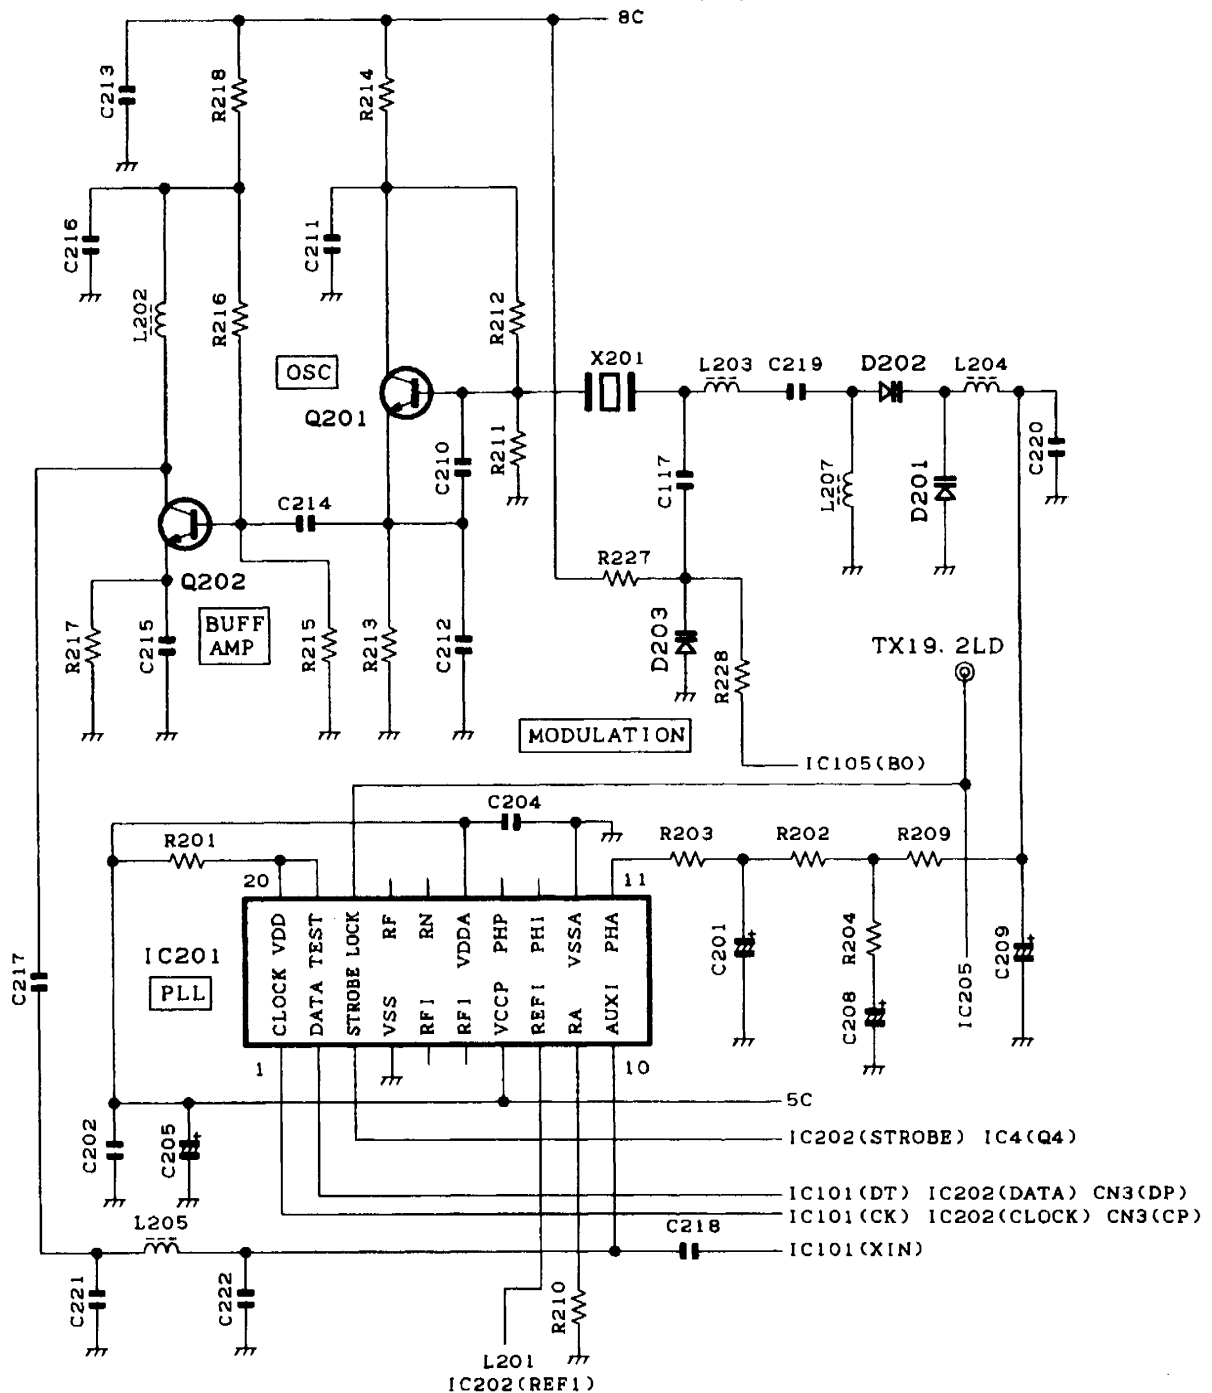 8C
C213
R218
R214
C216
C211
L202
R216
R212
OSC
X201
L203
C219
D202
L204
Q201
C210
R211
C117
L207
D201
C220
C214
R227
Q202
BUFF
AMP
R217
C215
R215
R213
C212
D203
R228
TX19.2LD
MODULATION
IC105(BO)
C204
R201
R203
R202
R209
20
11
CLOCK VDD
DATA TEST
STROBE LOCK
VSS RF
RFI RN
RFI VDDA
VCCP PHP
REFI PHI
RA VSSA
AUXI PHA
IC201
PLL
C217
C201
R204
C208
IC205
C209
1
10
5C
C202
C205
IC202(STROBE) IC4(Q4)
IC101(DT) IC202(DATA) CN3(DP)
IC101(CK) IC202(CLOCK) CN3(CP)
L205
C218
IC101(XIN)
C221
C222
R210
L201
IC202(REF1)